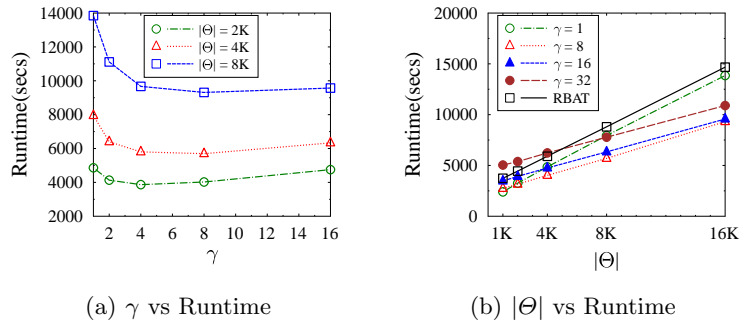 14000
12000
10000
8000
6000
4000
2000
Runtime(secs)
|Θ| = 2K
|Θ| = 4K
|Θ| = 8K
2 4 6 8 10 12 14 16
γ
(a) γ vs Runtime
20000
15000
10000
5000
0
Runtime(secs)
γ = 1
γ = 8
γ = 16
γ = 32
RBAT
1K 4K 8K 16K
|Θ|
(b) |Θ| vs Runtime